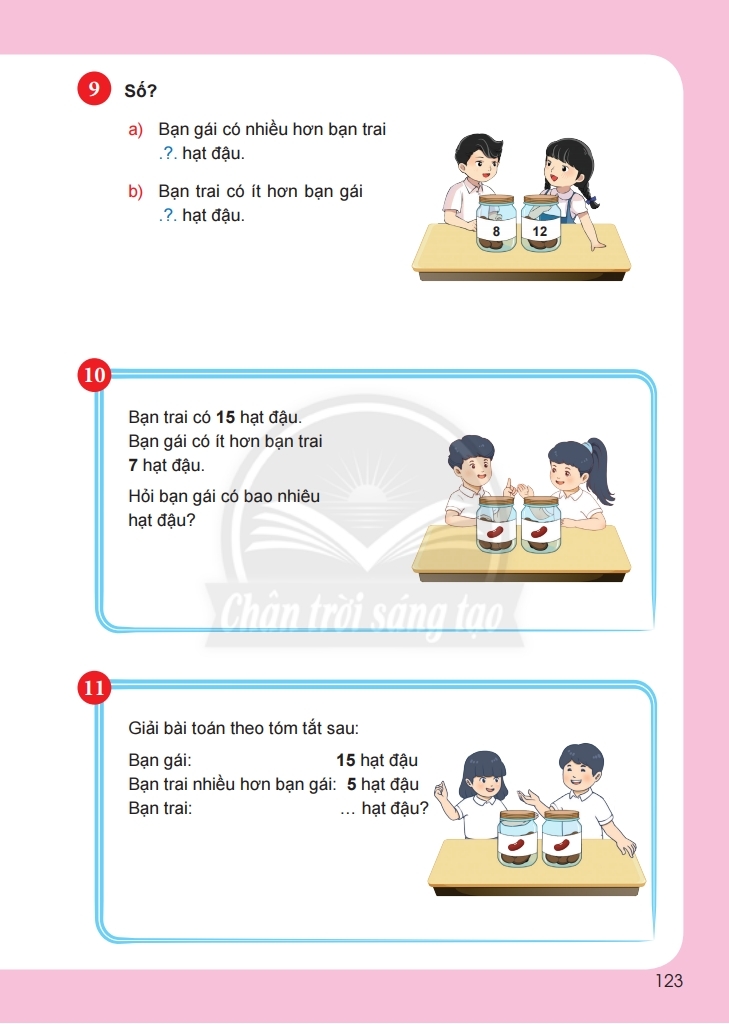 9 Số?
a) Bạn gái có nhiều hơn bạn trai
.?. hạt đậu.
b) Bạn trai có ít hơn bạn gái
.?. hạt đậu.
8 12
10
Bạn trai có 15 hạt đậu.
Bạn gái có ít hơn bạn trai
7 hạt đậu.
Hỏi bạn gái có bao nhiêu
hạt đậu?
Chân trời sáng tạo
11
Giải bài toán theo tóm tắt sau:
Bạn gái: 15 hạt đậu
Bạn trai nhiều hơn bạn gái: 5 hạt đậu
Bạn trai: ... hạt đậu?
123